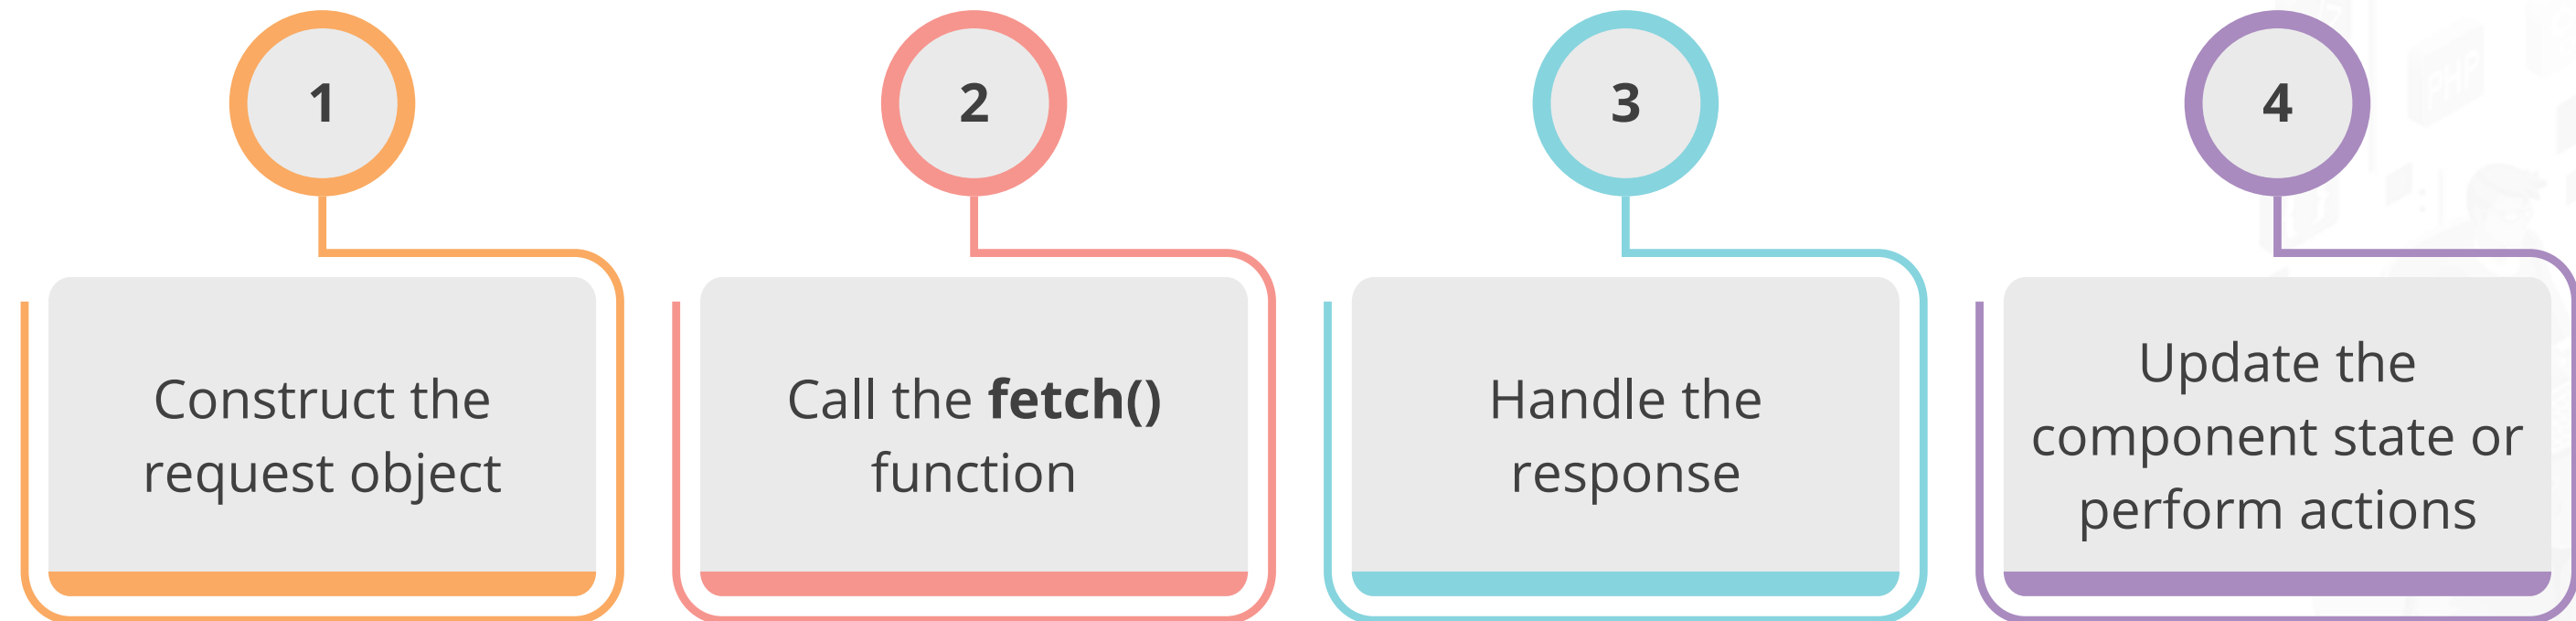 1
Construct the
request object
2
Call the fetch()
function
3
Handle the
response
4
Update the
component state or
perform actions
PHP